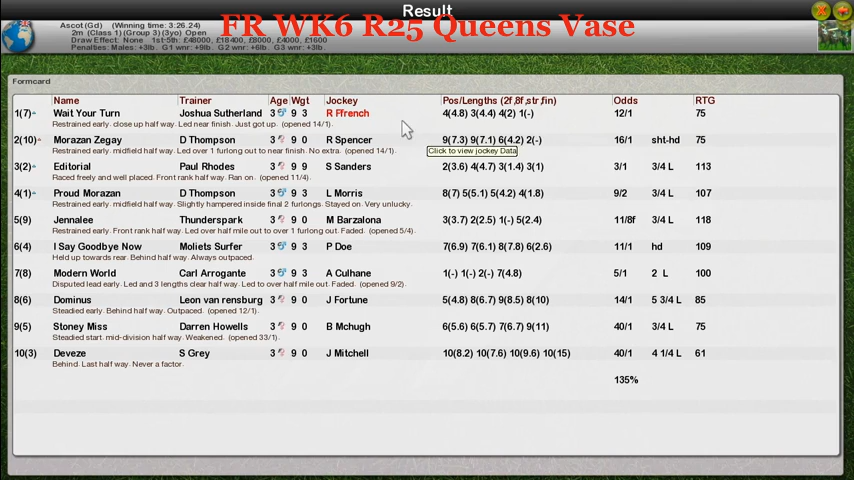 Result
FR WK6 R25 Queens Vase
Ascot(Gd) (Winning time: 3:26.24)
2m (Class 1) (Group 3) (3yo) Open
Draw Effect: None 1st-5th: £48000, £18400, £8000, £4000, £1600
Penalties: Males: +3lb, G1 wnr: +9lb, G2 wnr: +6lb, G3 wnr: +3lb.
Formcard
Name Trainer Age Wgt Jockey Pos/Lengths (2f,8f,str,fin) Odds RTG
1(7) Wait Your Turn Joshua Sutherland 3 9 9 R Ffrench 4(4.8) 3(4.4) 4(2) 1(-) 12/1 75
Restrained early. close up half way. Led near finish. Just got up. (opened 14/1).
2(10) Morazan Zegay D Thompson 3 9 0 R Spencer 9(7.3) 9(7.1) 6(4.2) 2(-) 16/1 sht-hd 75
Restrained early. midfield half way. Led over 1 furlong out to near finish. No extra. (opened 14/1).
Click to view jockey Data
3(2) Editorial Paul Rhodes 3 9 9 S Sanders 2(3.6) 4(4.7) 3(1.4) 3(1) 3/1 3/4 L 113
Raced freely and well placed. Front rank half way. Ran on. (opened 11/4).
4(1) Proud Morazan D Thompson 3 9 3 L Morris 8(7) 5(5.1) 5(4.2) 4(1.8) 9/2 3/4 L 107
Restrained early. midfield half way. Slightly hampered inside final 2 furlongs. Stayed on. Very unlucky.
5(9) Jennalee Thunderspark 3 9 0 M Barzalona 3(3.7) 2(2.5) 1(-) 5(2.4) 11/8f 3/4 L 118
Restrained early. Front rank half way. Led over half mile out to over 1 furlong out. Faded. (opened 5/4).
6(4) I Say Goodbye Now Moliets Surfer 3 9 3 P Doe 7(6.9) 7(6.1) 8(7.8) 6(2.6) 11/1 hd 109
Held up towards rear. Behind half way. Always outpaced.
7(8) Modern World Carl Arrogante 3 9 3 A Culhane 1(-) 1(-) 2(-) 7(4.8) 5/1 2 L 100
Disputed lead early. Led and 3 lengths clear half way. Led to over half mile out. Faded. (opened 9/2).
8(6) Dominus Leon van rensburg 3 9 0 J Fortune 5(4.8) 8(6.7) 9(8.5) 8(10) 14/1 5 3/4 L 85
Steadied early. Behind half way. Outpaced. (opened 12/1).
9(5) Stoney Miss Darren Howells 3 9 0 B Mchugh 6(5.6) 6(5.7) 7(6.7) 9(11) 40/1 3/4 L 75
Steadied start. mid-division half way. Weakened. (opened 33/1).
10(3) Deveze S Grey 3 9 0 J Mitchell 10(8.2) 10(7.6) 10(9.6) 10(15) 40/1 4 1/4 L 61
Behind. Last half way. Never a factor.
135%